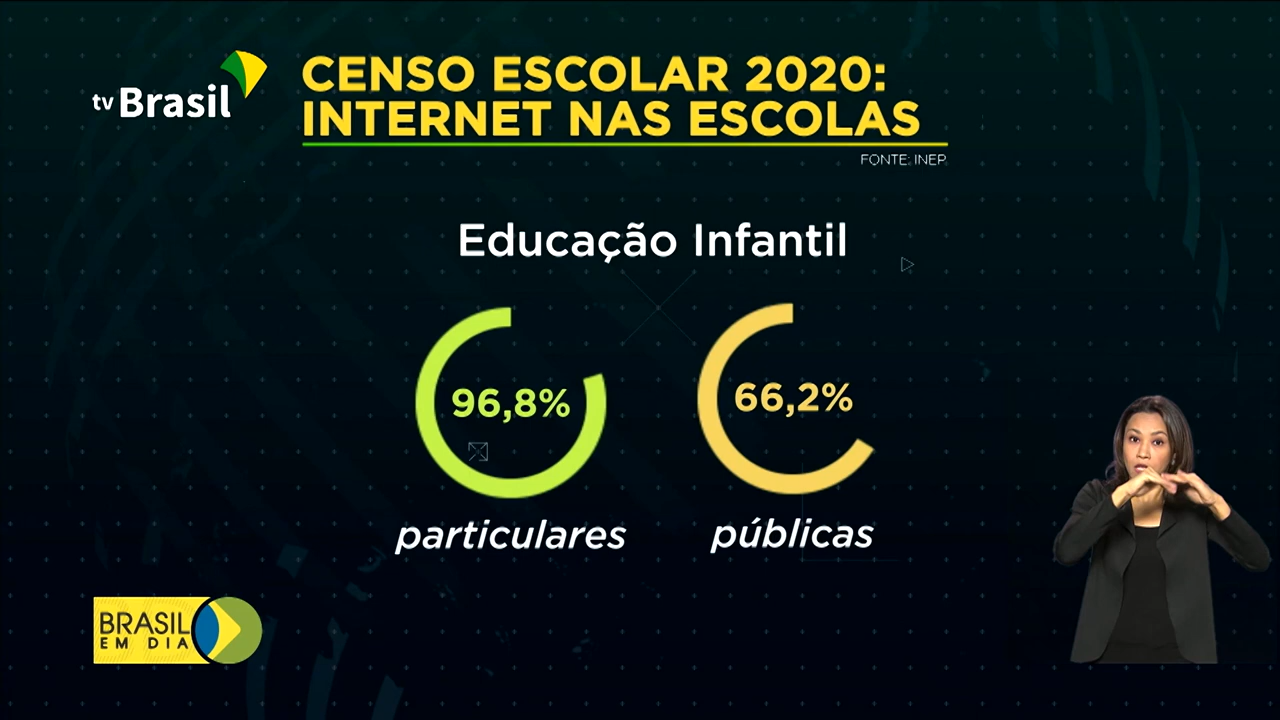 tv Brasil
CENSO ESCOLAR 2020:
INTERNET NAS ESCOLAS
FONTE: INEP
Educação Infantil
96,8%
66,2%
particulares
públicas
BRASIL
EM DIA